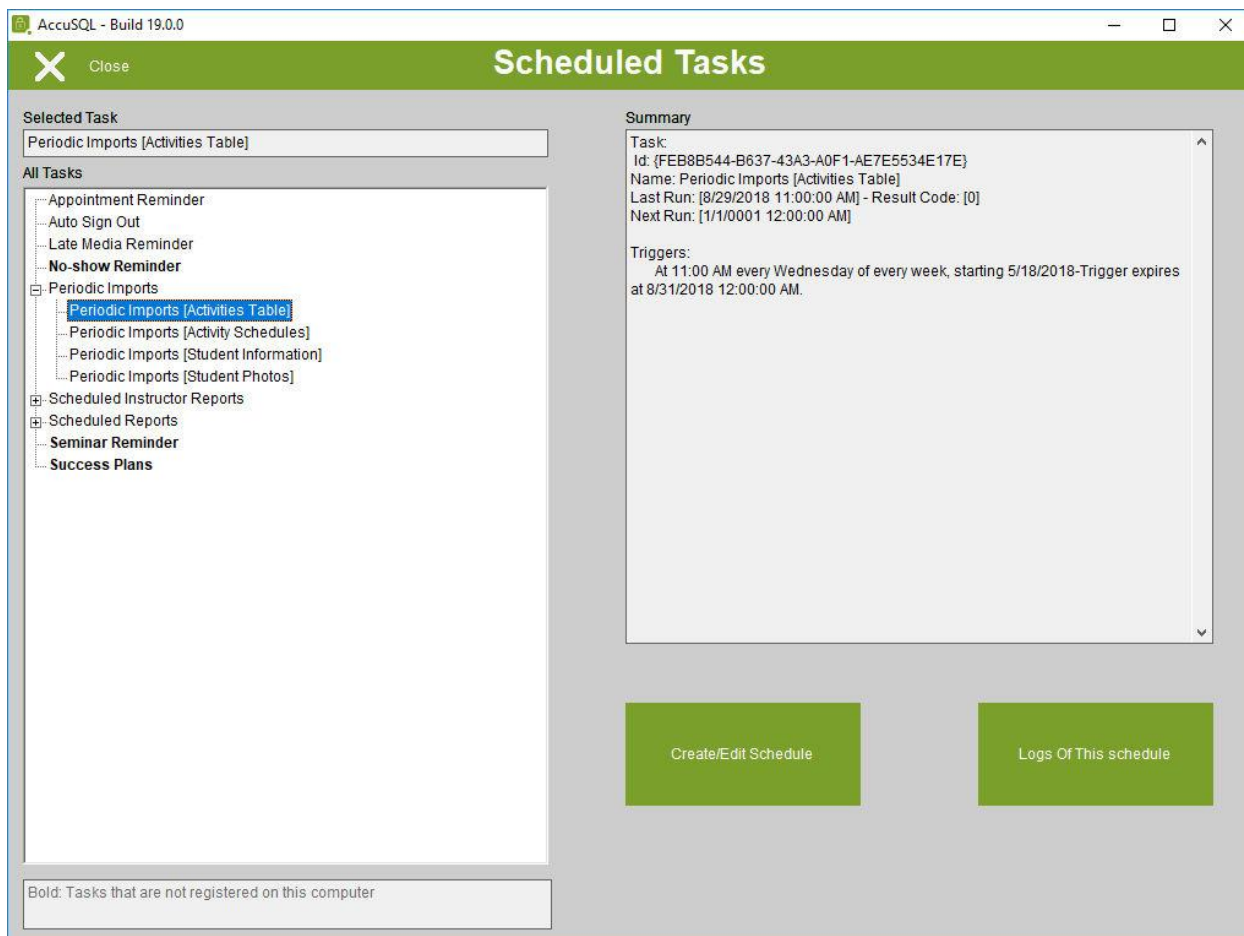 AccuSQL - Build 19.0.0
Close
Scheduled Tasks
Selected Task
Periodic Imports [Activities Table]
All Tasks
Appointment Reminder
Auto Sign Out
Late Media Reminder
No-show Reminder
Periodic Imports
Periodic Imports [Activities Table]
Periodic Imports [Activity Schedules]
Periodic Imports [Student Information]
Periodic Imports [Student Photos]
Scheduled Instructor Reports
Scheduled Reports
Seminar Reminder
Success Plans
Bold: Tasks that are not registered on this computer
Summary
Task:
Id: {FEB8B544-B637-43A3-A0F1-AE7E5534E17E}
Name: Periodic Imports [Activities Table]
Last Run: [8/29/2018 11:00:00 AM] - Result Code: [0]
Next Run: [1/1/0001 12:00:00 AM]
Triggers:
At 11:00 AM every Wednesday of every week, starting 5/18/2018-Trigger expires
at 8/31/2018 12:00:00 AM.
Create/Edit Schedule
Logs Of This schedule